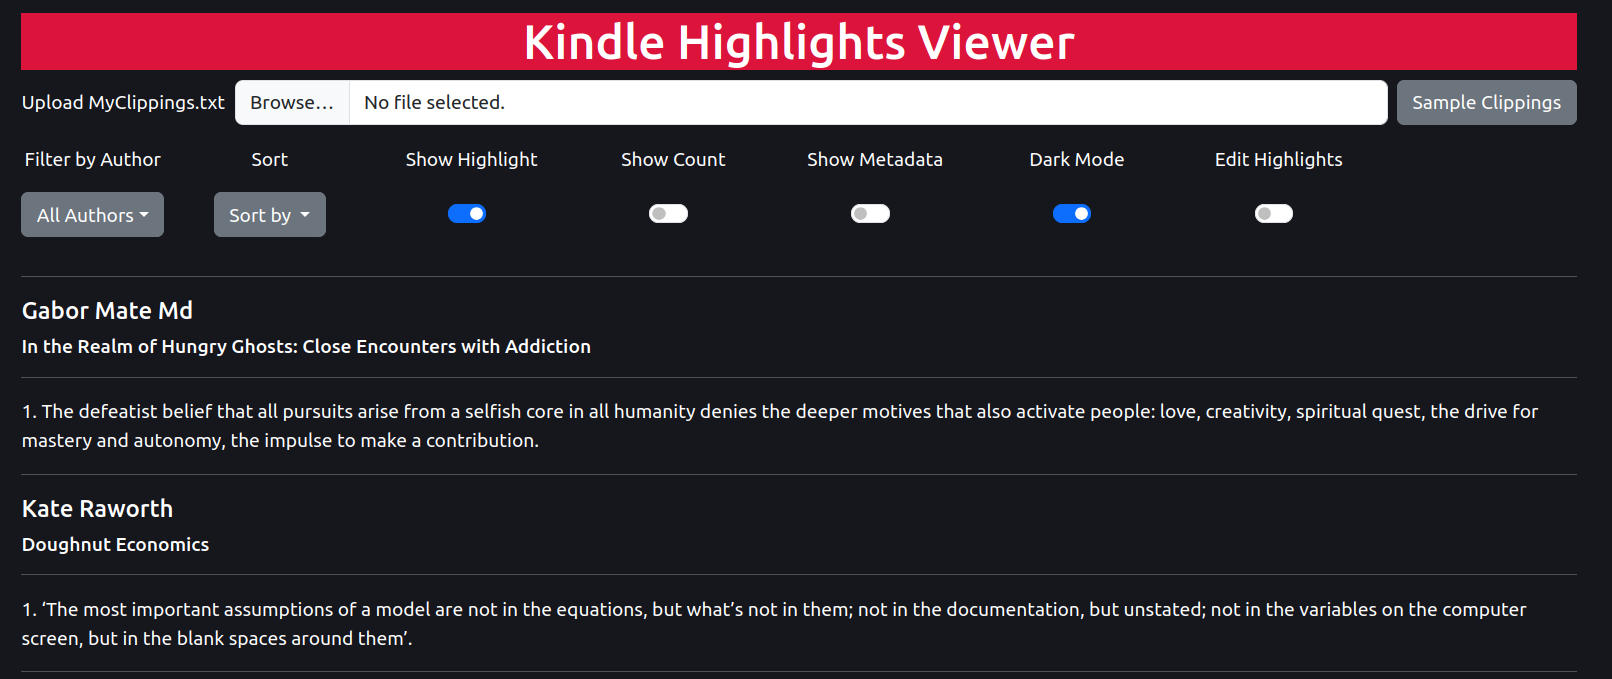 Kindle Highlights Viewer
Upload MyClippings.txt Browse... No file selected. Sample Clippings
Filter by Author Sort Show Highlight Show Count Show Metadata Dark Mode Edit Highlights
All Authors Sort by
Gabor Mate Md
In the Realm of Hungry Ghosts: Close Encounters with Addiction
1. The defeatist belief that all pursuits arise from a selfish core in all humanity denies the deeper motives that also activate people: love, creativity, spiritual quest, the drive for
mastery and autonomy, the impulse to make a contribution.
Kate Raworth
Doughnut Economics
1. ‘The most important assumptions of a model are not in the equations, but what’s not in them; not in the documentation, but unstated; not in the variables on the computer
screen, but in the blank spaces around them’.